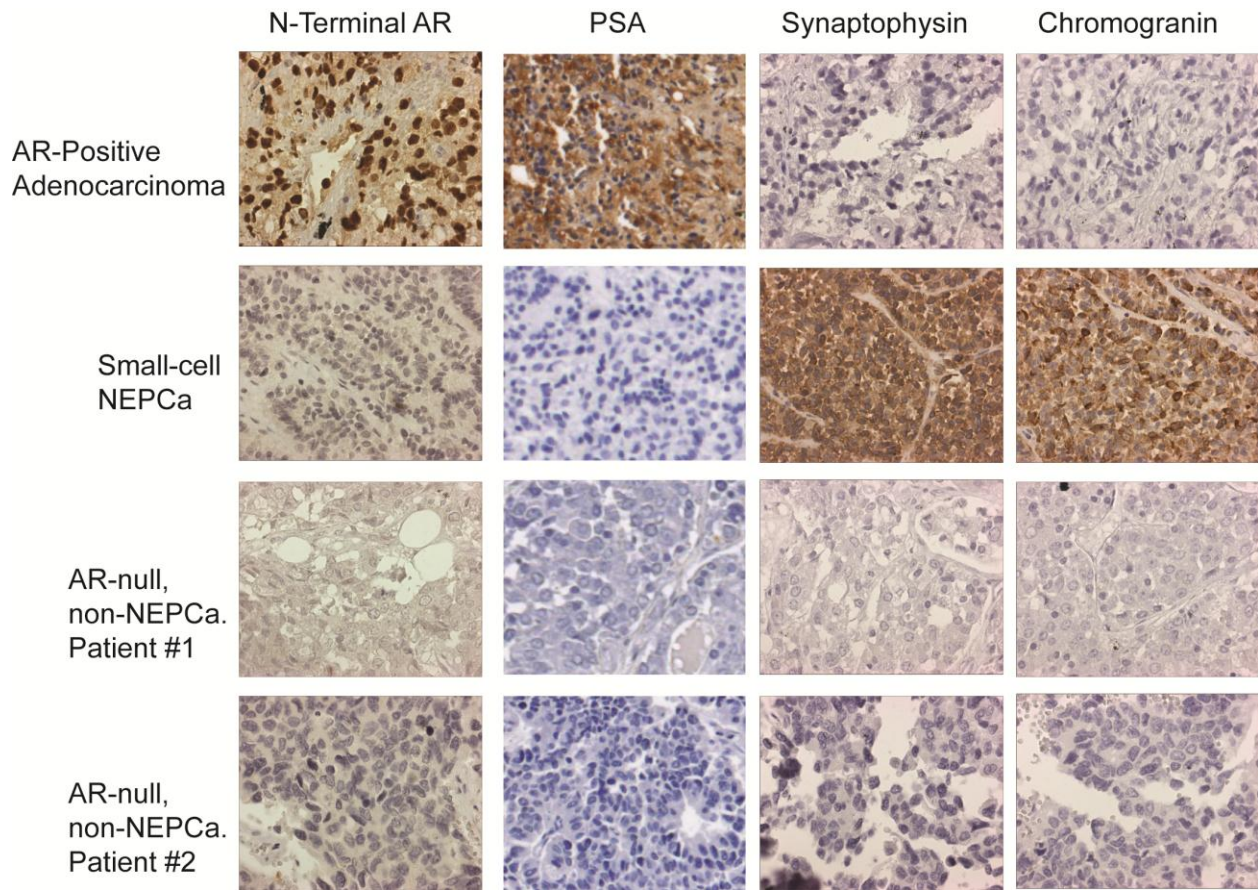 N-Terminal AR
PSA
Synaptophysin
Chromogranin
AR-Positive
Adenocarcinoma
Small-cell
NEPCa
AR-null,
non-NEPCa.
Patient #1
AR-null,
non-NEPCa.
Patient #2